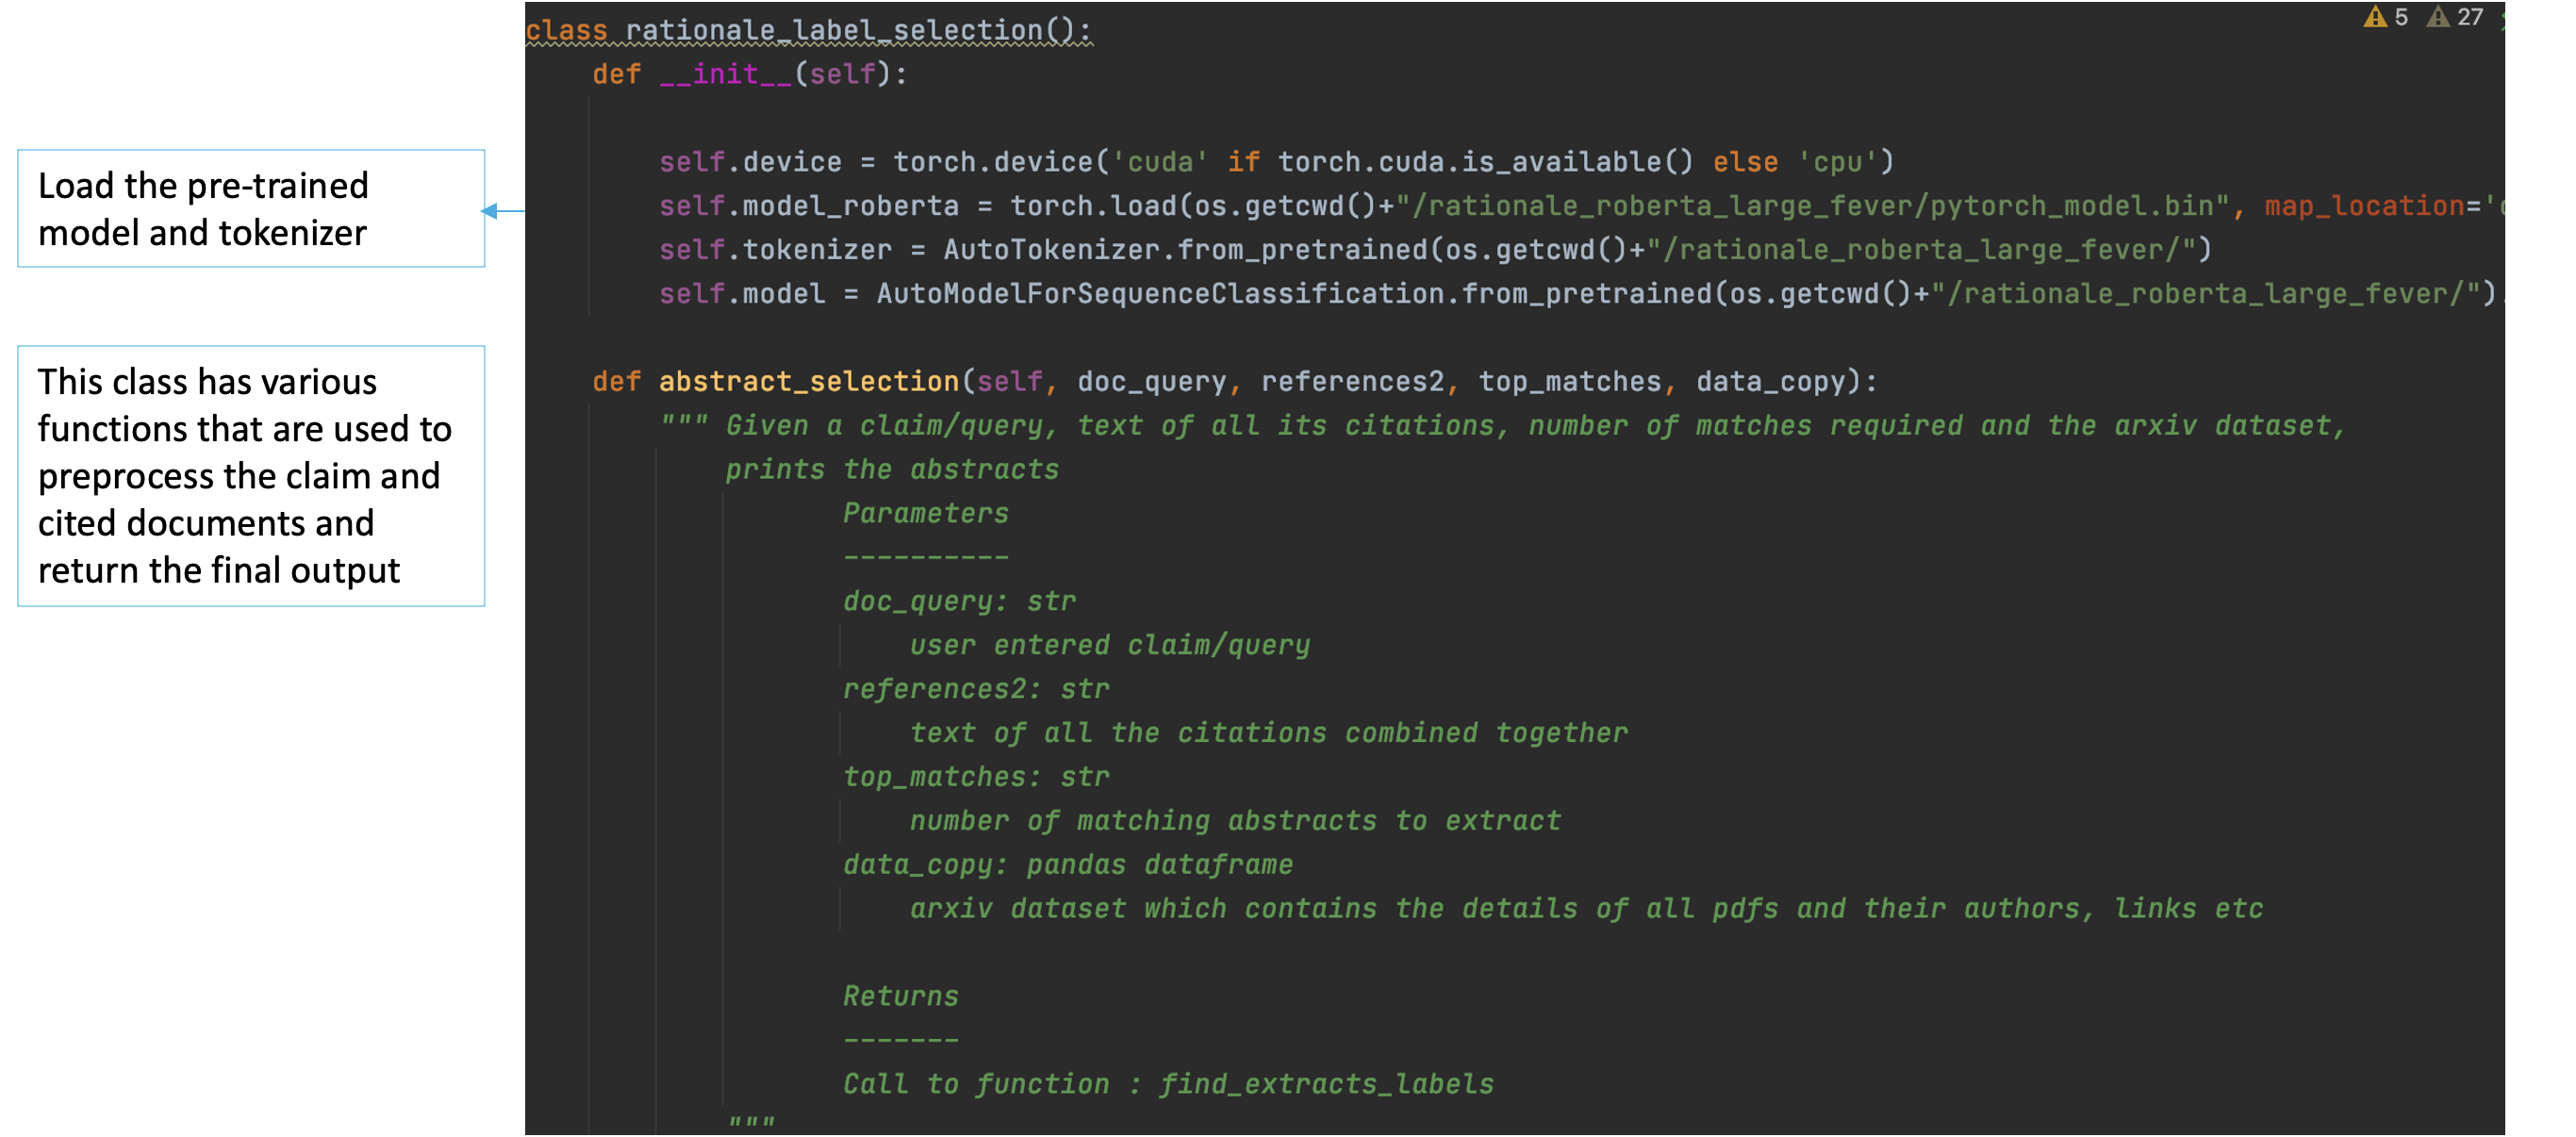 class rationale_label_selection():
def __init__(self):
self.device = torch.device('cuda' if torch.cuda.is_available() else 'cpu')
self.model_roberta = torch.load(os.getcwd()+"/rationale_roberta_large_fever/pytorch_model.bin", map_location='
self.tokenizer = AutoTokenizer.from_pretrained(os.getcwd()+"/rationale_roberta_large_fever/")
self.model = AutoModelForSequenceClassification.from_pretrained(os.getcwd()+"/rationale_roberta_large_fever/")
def abstract_selection(self, doc_query, references2, top_matches, data_copy):
""" Given a claim/query, text of all its citations, number of matches required and the arxiv dataset,
prints the abstracts
Parameters
----------
doc_query: str
user entered claim/query
references2: str
text of all the citations combined together
top_matches: str
number of matching abstracts to extract
data_copy: pandas dataframe
arxiv dataset which contains the details of all pdfs and their authors, links etc
Returns
-------
Call to function : find_extracts_labels
"""
5 27
Load the pre-trained
model and tokenizer
This class has various
functions that are used to
preprocess the claim and
cited documents and
return the final output